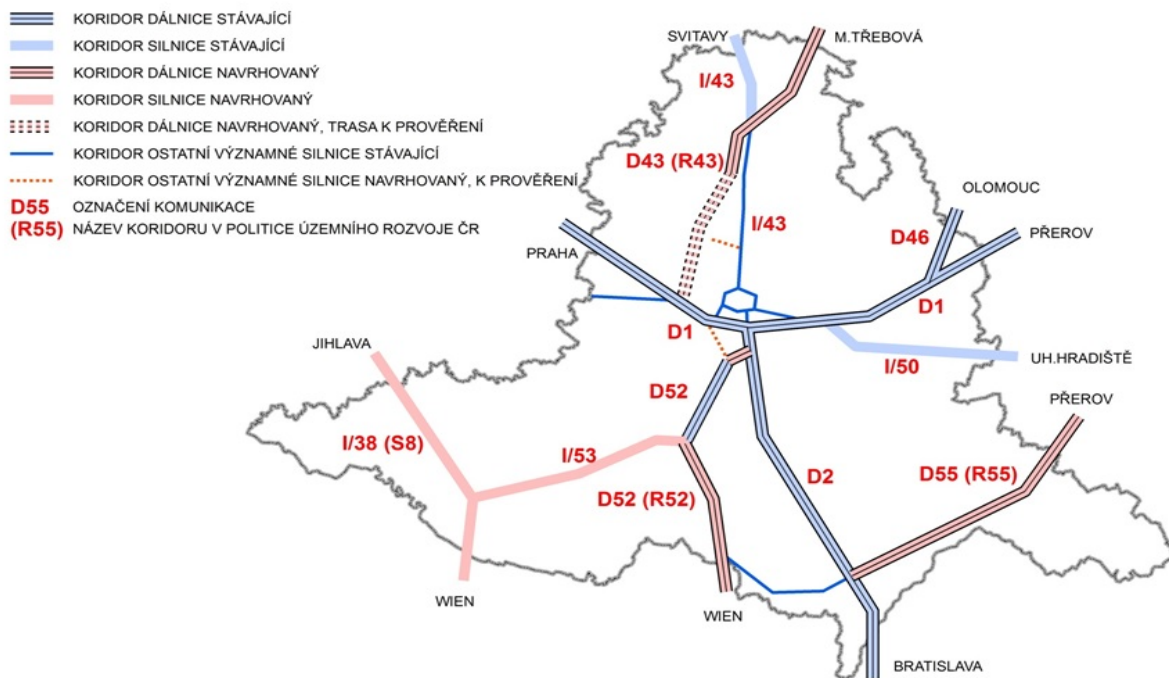 KORIDOR DÁLNICE STÁVAJÍCÍ
KORIDOR SILNICE STÁVAJÍCÍ
KORIDOR DÁLNICE NAVRHOVANÝ
KORIDOR SILNICE NAVRHOVANÝ
KORIDOR DÁLNICE NAVRHOVANÝ, TRASA K PROVĚŘENÍ
KORIDOR OSTATNÍ VÝZNAMNÉ SILNICE STÁVAJÍCÍ
KORIDOR OSTATNÍ VÝZNAMNÉ SILNICE NAVRHOVANÝ, K PROVĚŘENÍ
D55 OZNAČENÍ KOMUNIKACE
(R55) NÁZEV KORIDORU V POLITICE ÚZEMNÍHO ROZVOJE ČR
SVITAVY
M.TŘEBOVÁ
I/43
D43 (R43)
OLOMOUC
I/43
D46
PŘEROV
PRAHA
D1
D1
JIHLAVA
UH.HRADIŠTĚ
I/50
D52
PŘEROV
I/38 (S8)
I/53
D2
D55 (R55)
D52 (R52)
WIEN
WIEN
BRATISLAVA